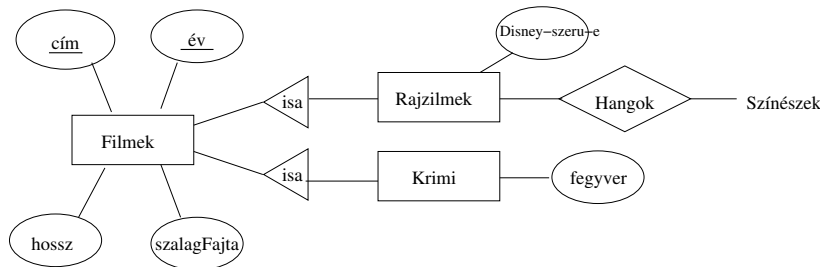 cím
év
Disney-szeru-e
isa
Rajzilmek
Hangok
Színészek
Filmek
isa
Krimi
fegyver
hossz
szalagFajta